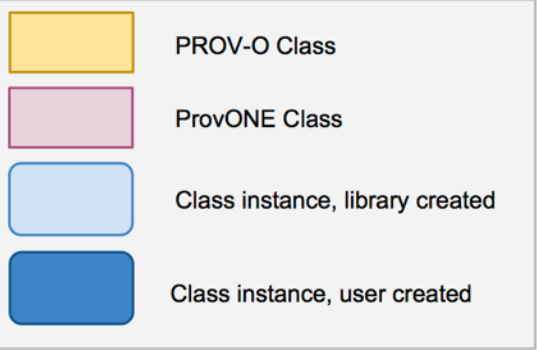 PROV-O Class
ProvONE Class
Class instance, library created
Class instance, user created